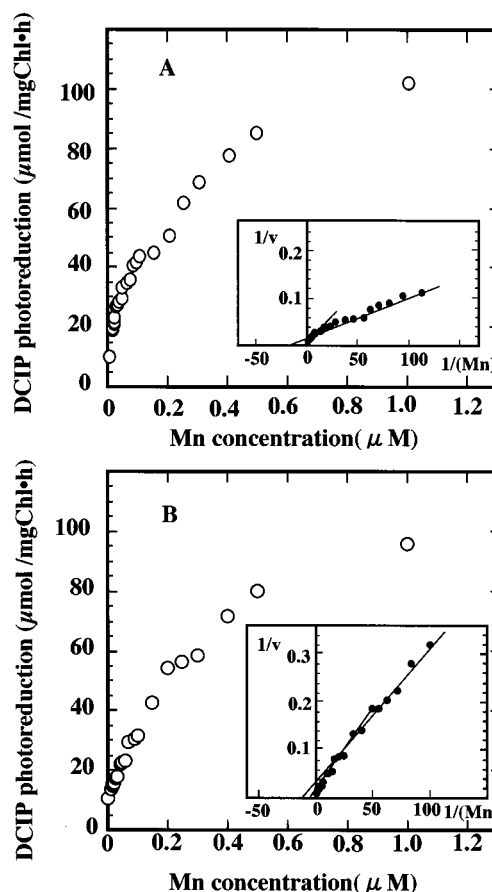 A
DCIP photoreduction (μmol /mgChl•h)
100
80
60
40
20
0
0 0.2 0.4 0.6 0.8 1.0 1.2
Mn concentration( μ M)
1/v
0.2
0.1
-50 0 50 100
1/(Mn)
B
DCIP photoreduction (μmol /mgChl•h)
100
80
60
40
20
0
0 0.2 0.4 0.6 0.8 1.0 1.2
Mn concentration( μ M)
1/v
0.3
0.2
0.1
-50 0 50 100
1/(Mn)